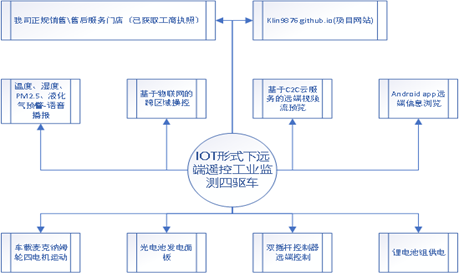 我司正规销售\售后服务门店（已获取工商执照）
Klin9876github.io(项目网站)
温度、湿度、
PM2.5、液化
气预警-语音
播报
基于物联网的
跨区域操控
基于C2C云服
务的远端视频
流预览
Android app 远
端信息浏览
IOT形式下远
端遥控工业监
测四驱车
车载麦克纳姆
轮四电机运动
光电池发电面
板
双摇杆控制器
远端控制
锂电池组供电